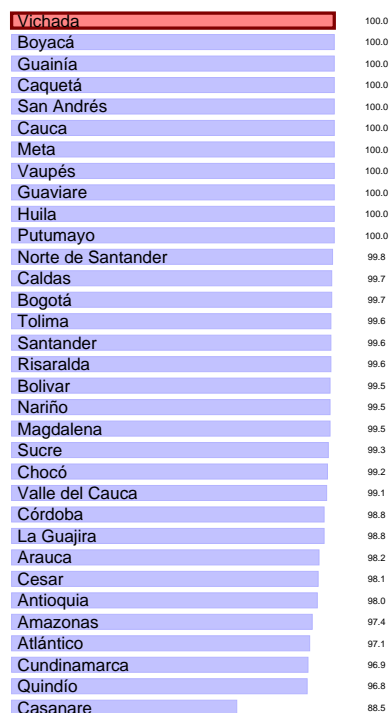 Vichada 100.0
Boyacá 100.0
Guainía 100.0
Caquetá 100.0
San Andrés 100.0
Cauca 100.0
Meta 100.0
Vaupés 100.0
Guaviare 100.0
Huila 100.0
Putumayo 100.0
Norte de Santander 99.8
Caldas 99.7
Bogotá 99.7
Tolima 99.6
Santander 99.6
Risaralda 99.6
Bolivar 99.5
Nariño 99.5
Magdalena 99.5
Sucre 99.3
Chocó 99.2
Valle del Cauca 99.1
Córdoba 98.8
La Guajira 98.8
Arauca 98.2
Cesar 98.1
Antioquia 98.0
Amazonas 97.4
Atlántico 97.1
Cundinamarca 96.9
Quindío 96.8
Casanare 88.5